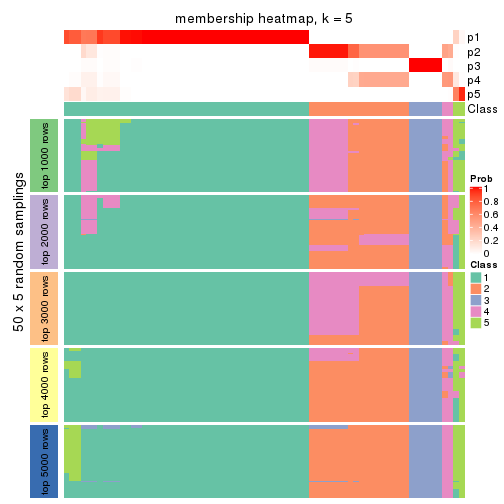 membership heatmap, k = 5
p1
p2
p3
p4
p5
Class
50 x 5 random samplings
top 1000 rows
top 2000 rows
top 3000 rows
top 4000 rows
top 5000 rows
Prob
1
0.8
0.6
0.4
0.2
0
Class
1
2
3
4
5